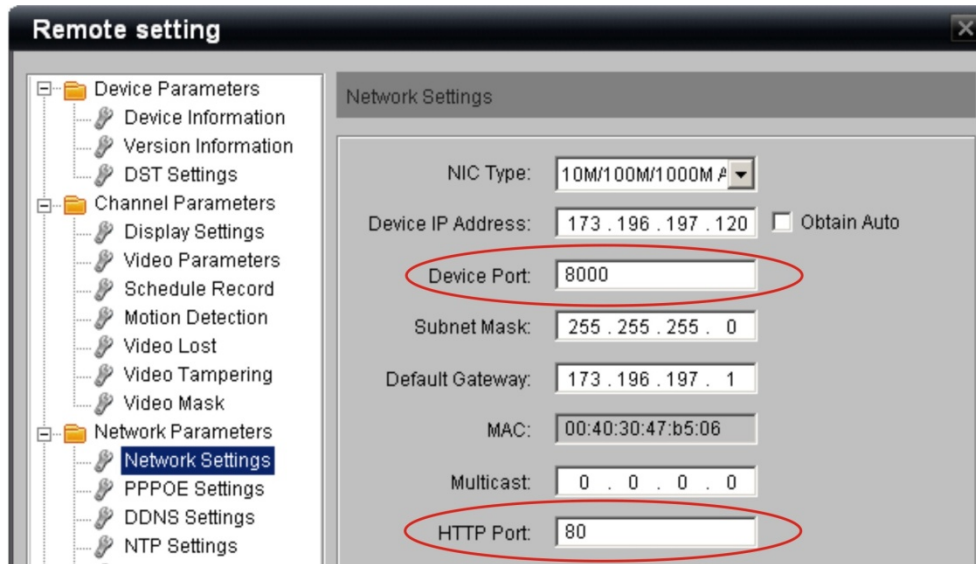 Remote setting
Device Parameters
Device Information
Version Information
DST Settings
Channel Parameters
Display Settings
Video Parameters
Schedule Record
Motion Detection
Video Lost
Video Tampering
Video Mask
Network Parameters
Network Settings
PPPOE Settings
DDNS Settings
NTP Settings
Network Settings
NIC Type: 10M/100M/1000M A
Device IP Address: 173 . 196 . 197 . 120 Obtain Auto
Device Port: 8000
Subnet Mask: 255 . 255 . 255 . 0
Default Gateway: 173 . 196 . 197 . 1
MAC: 00:40:30:47:b5:06
Multicast: 0 . 0 . 0 . 0
HTTP Port: 80